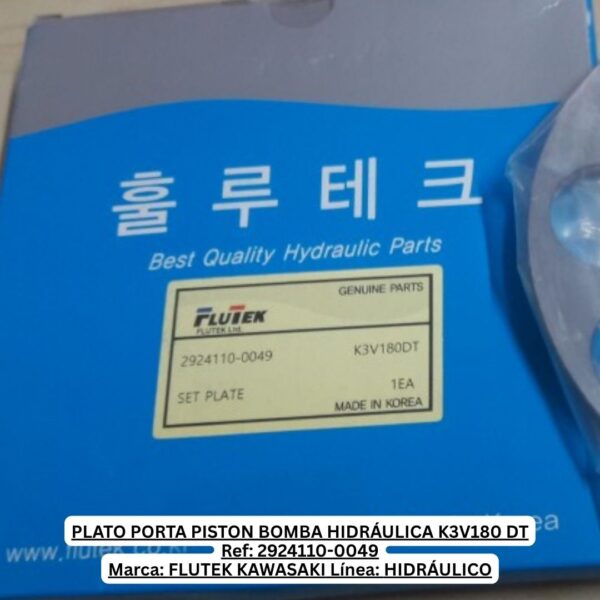 훌루테크
Best Quality Hydraulic Parts
GENUINE PARTS
FLUTEK
FLUTEK Ltd.
2924110-0049 K3V180DT
SET PLATE 1EA
MADE IN KOREA
PLATO PORTA PISTON BOMBA HIDRÁULICA K3V180 DT
Ref: 2924110-0049
Marca: FLUTEK KAWASAKI Línea: HIDRÁULICO